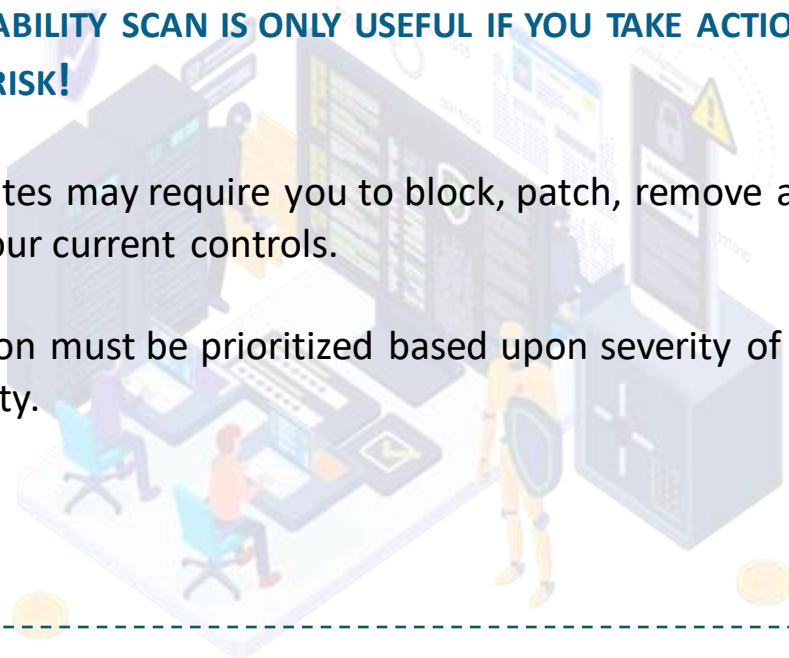 ABILITY SCAN IS ONLY USEFUL IF YOU TAKE ACTIO
RISK!
tes may require you to block, patch, remove a
our current controls.
on must be prioritized based upon severity of
ty.